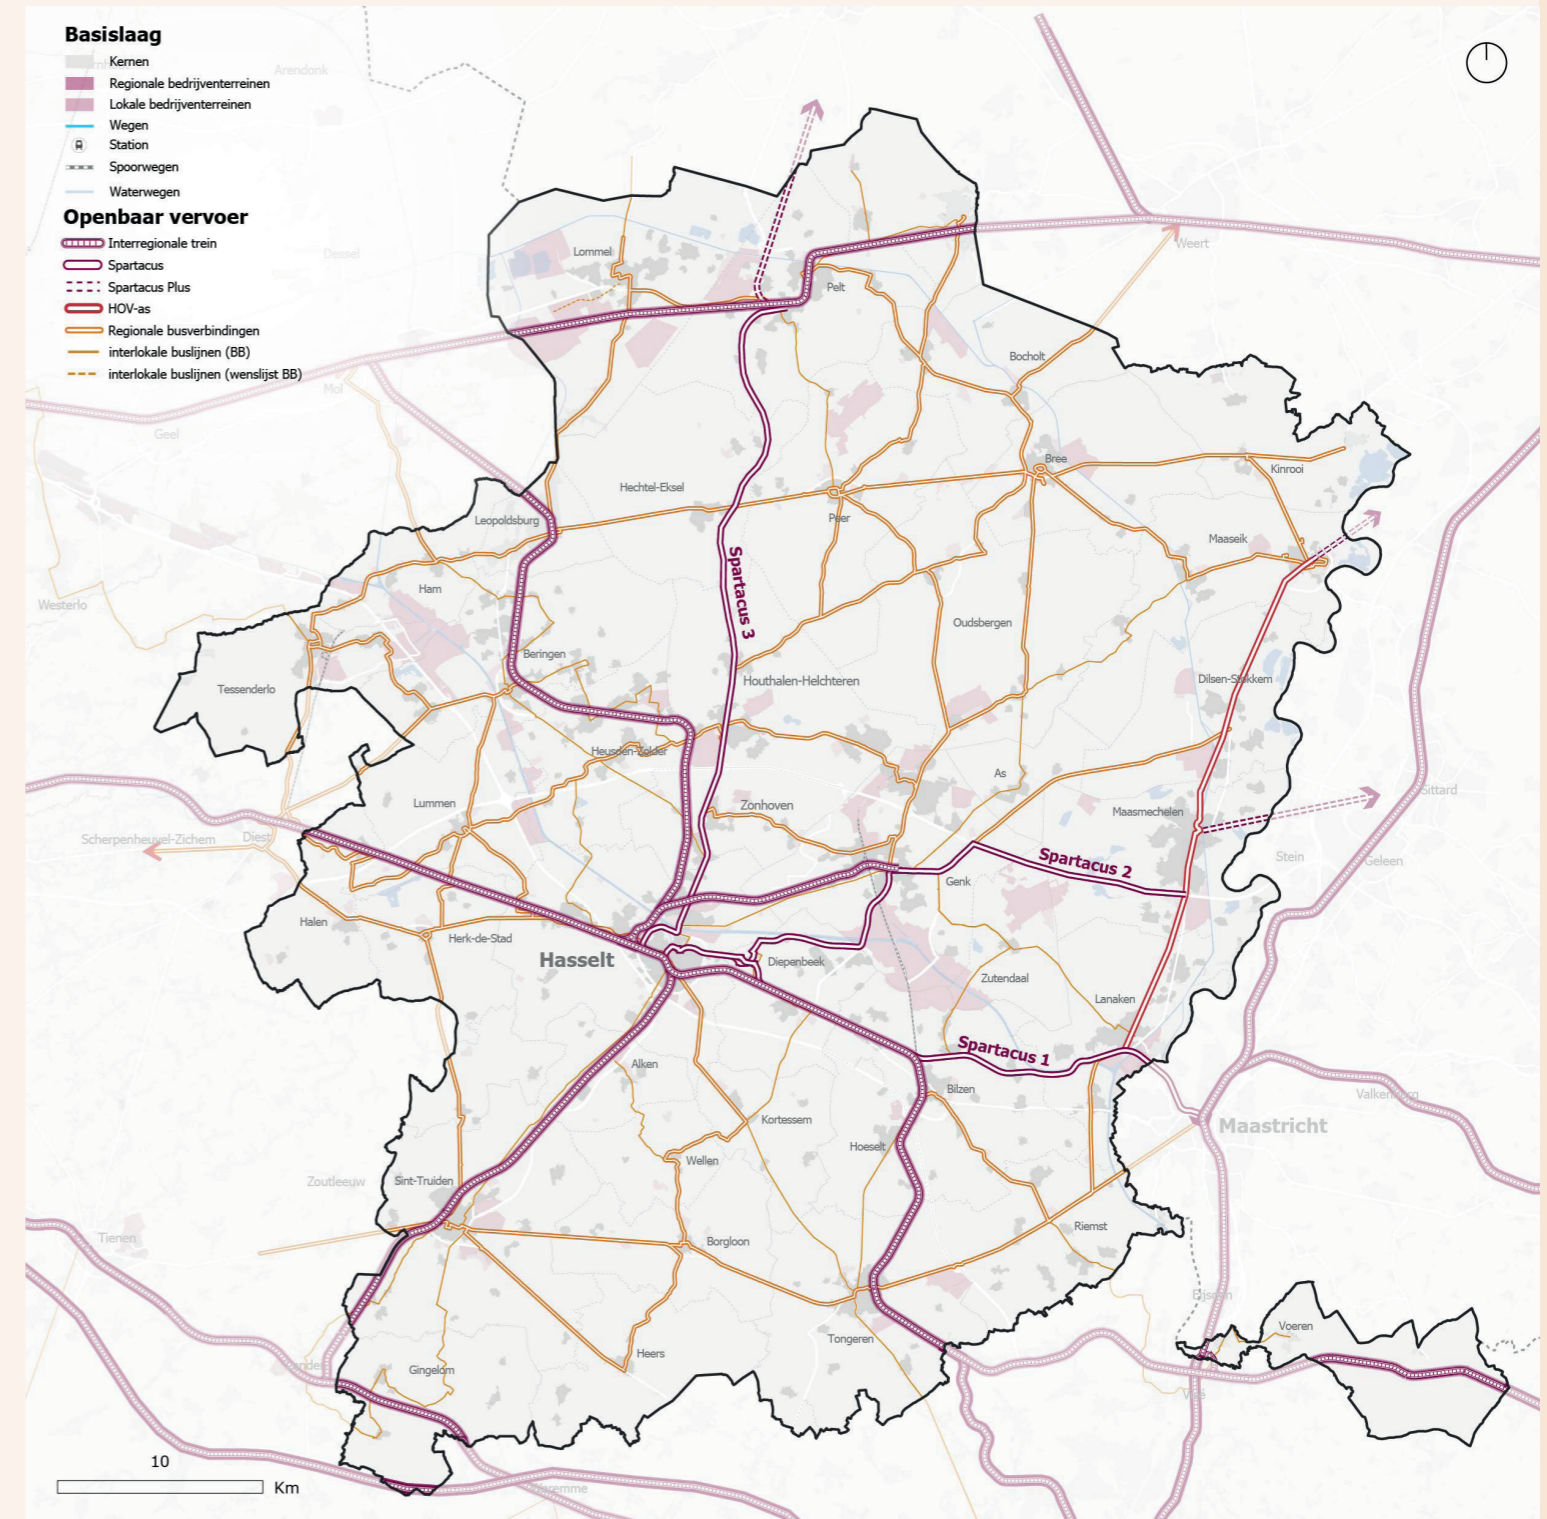 Basislaag
Kernen
Regionale bedrijventerreinen
Lokale bedrijventerreinen
Wegen
Station
Spoorwegen
Waterwegen
Openbaar vervoer
Interregionale trein
Spartacus
Spartacus Plus
HOV-as
Regionale busverbindingen
interlokale buslijnen (BB)
interlokale buslijnen (wenslijst BB)
Arendonk
Dessel
Mol
Geel
Westerlo
Lommel
Pelt
Weert
Bocholt
Bree
Kinrooi
Hechtel-Eksel
Peer
Leopoldsburg
Maaseik
Ham
Spartacus 3
Oudsbergen
Beringen
Tessenderlo
Houthalen-Helchteren
Dilsen-Stokkem
Heusden-Zolder
As
Lummen
Zonhoven
Maasmechelen
Sittard
Scherpenheuvel-Zichem
Diest
Spartacus 2
Stein
Geleen
Genk
Halen
Herk-de-Stad
Hasselt
Diepenbeek
Zutendaal
Lanaken
Spartacus 1
Alken
Bilzen
Valkenburg
Kortessem
Maastricht
Hoeselt
Wellen
Zoutleeuw
Sint-Truiden
Riemst
Tienen
Borgloon
Eijsden
Voeren
Tongeren
Heers
Gingelom
Visé
10
Km